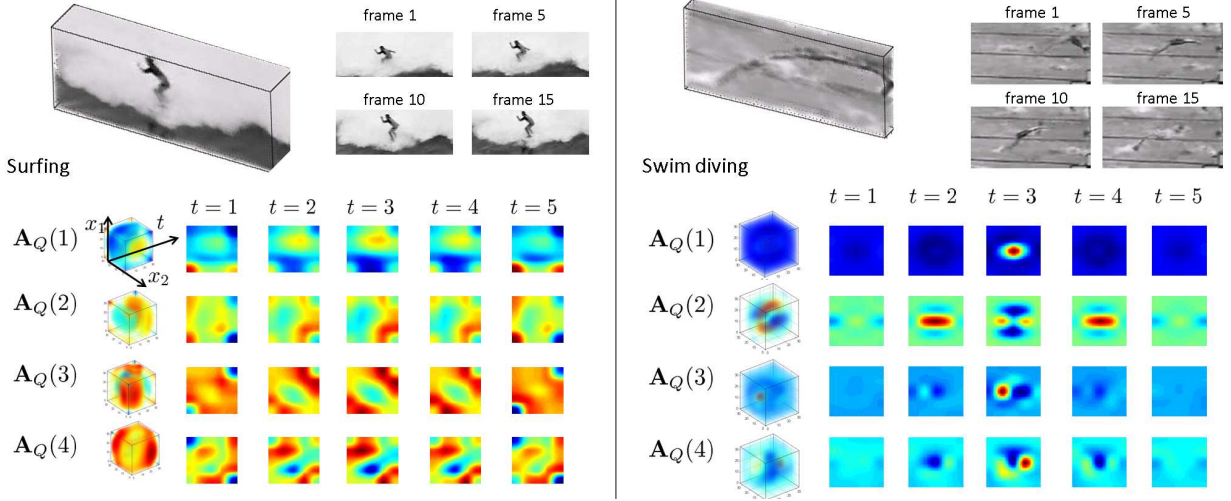 frame 1 frame 5
frame 10 frame 15
Surfing
t = 1 t = 2 t = 3 t = 4 t = 5
x₁ t
A_Q(1)
x₂
A_Q(2)
A_Q(3)
A_Q(4)
frame 1 frame 5
frame 10 frame 15
Swim diving
t = 1 t = 2 t = 3 t = 4 t = 5
A_Q(1)
A_Q(2)
A_Q(3)
A_Q(4)